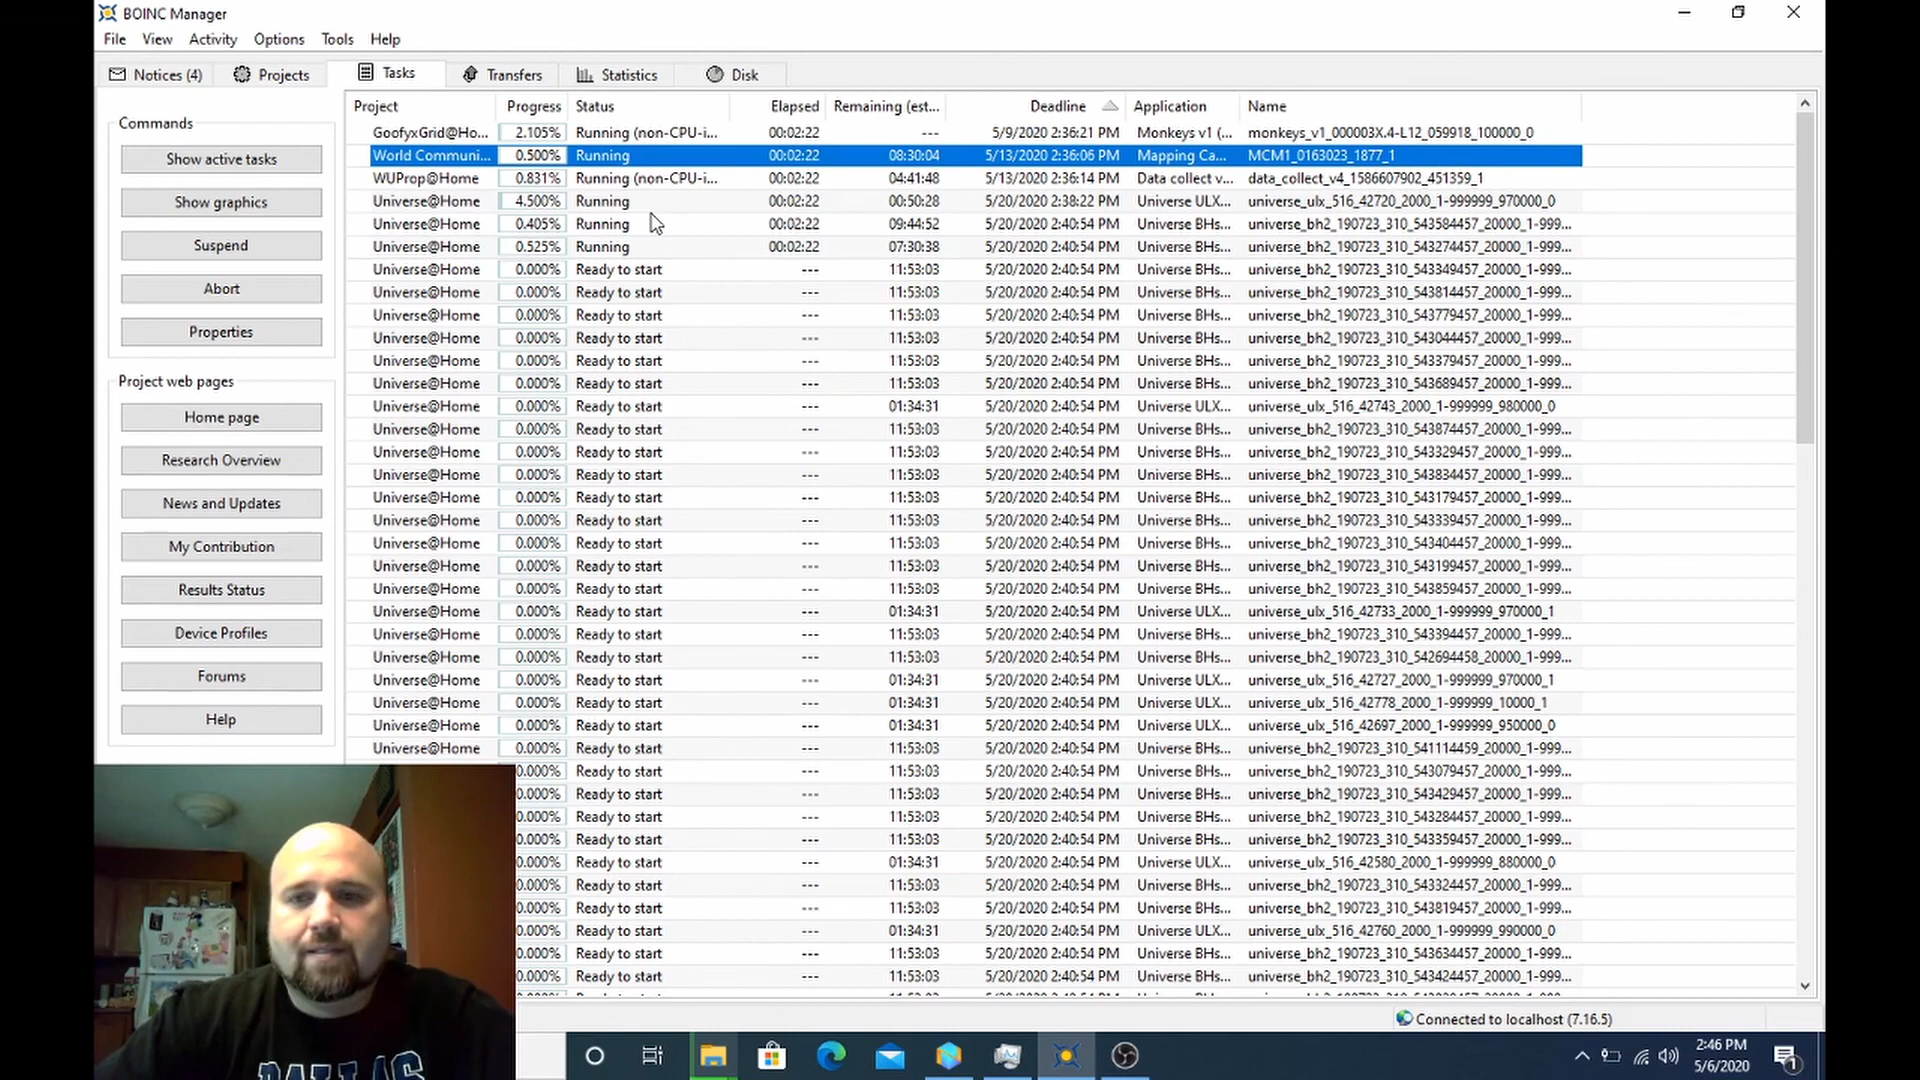 BOINC Manager
File View Activity Options Tools Help
Notices (4) Projects Tasks Transfers Statistics Disk
Commands
Show active tasks
Show graphics
Suspend
Abort
Properties
Project web pages
Home page
Research Overview
News and Updates
My Contribution
Results Status
Device Profiles
Forums
Help
Project Progress Status Elapsed Remaining (est... Deadline Application Name
GoofyxGrid@Ho... 2.105% Running (non-CPU-i... 00:02:22 --- 5/9/2020 2:36:21 PM Monkeys v1 (... monkeys_v1_000003X.4-L12_059918_100000_0
World Communi... 0.500% Running 00:02:22 08:30:04 5/13/2020 2:36:06 PM Mapping Ca... MCM1_0163023_1877_1
WUProp@Home 0.831% Running (non-CPU-i... 00:02:22 04:41:48 5/13/2020 2:36:14 PM Data collect v... data_collect_v4_1586607902_451359_1
Universe@Home 4.500% Running 00:02:22 00:50:28 5/20/2020 2:38:22 PM Universe ULX... universe_ulx_516_42720_2000_1-999999_970000_0
Universe@Home 0.405% Running 00:02:22 09:44:52 5/20/2020 2:40:54 PM Universe BHs... universe_bh2_190723_310_543584457_20000_1-999...
Universe@Home 0.525% Running 00:02:22 07:30:38 5/20/2020 2:40:54 PM Universe BHs... universe_bh2_190723_310_543274457_20000_1-999...
Universe@Home 0.000% Ready to start --- 11:53:03 5/20/2020 2:40:54 PM Universe BHs... universe_bh2_190723_310_543349457_20000_1-999...
Universe@Home 0.000% Ready to start --- 11:53:03 5/20/2020 2:40:54 PM Universe BHs... universe_bh2_190723_310_543814457_20000_1-999...
Universe@Home 0.000% Ready to start --- 11:53:03 5/20/2020 2:40:54 PM Universe BHs... universe_bh2_190723_310_543779457_20000_1-999...
Universe@Home 0.000% Ready to start --- 11:53:03 5/20/2020 2:40:54 PM Universe BHs... universe_bh2_190723_310_543044457_20000_1-999...
Universe@Home 0.000% Ready to start --- 11:53:03 5/20/2020 2:40:54 PM Universe BHs... universe_bh2_190723_310_543379457_20000_1-999...
Universe@Home 0.000% Ready to start --- 11:53:03 5/20/2020 2:40:54 PM Universe BHs... universe_bh2_190723_310_543689457_20000_1-999...
Universe@Home 0.000% Ready to start --- 01:34:31 5/20/2020 2:40:54 PM Universe ULX... universe_ulx_516_42743_2000_1-999999_980000_0
Universe@Home 0.000% Ready to start --- 11:53:03 5/20/2020 2:40:54 PM Universe BHs... universe_bh2_190723_310_543874457_20000_1-999...
Universe@Home 0.000% Ready to start --- 11:53:03 5/20/2020 2:40:54 PM Universe BHs... universe_bh2_190723_310_543329457_20000_1-999...
Universe@Home 0.000% Ready to start --- 11:53:03 5/20/2020 2:40:54 PM Universe BHs... universe_bh2_190723_310_543834457_20000_1-999...
Universe@Home 0.000% Ready to start --- 11:53:03 5/20/2020 2:40:54 PM Universe BHs... universe_bh2_190723_310_543179457_20000_1-999...
Universe@Home 0.000% Ready to start --- 11:53:03 5/20/2020 2:40:54 PM Universe BHs... universe_bh2_190723_310_543339457_20000_1-999...
Universe@Home 0.000% Ready to start --- 11:53:03 5/20/2020 2:40:54 PM Universe BHs... universe_bh2_190723_310_543404457_20000_1-999...
Universe@Home 0.000% Ready to start --- 11:53:03 5/20/2020 2:40:54 PM Universe BHs... universe_bh2_190723_310_543199457_20000_1-999...
Universe@Home 0.000% Ready to start --- 11:53:03 5/20/2020 2:40:54 PM Universe BHs... universe_bh2_190723_310_543859457_20000_1-999...
Universe@Home 0.000% Ready to start --- 01:34:31 5/20/2020 2:40:54 PM Universe ULX... universe_ulx_516_42733_2000_1-999999_970000_1
Universe@Home 0.000% Ready to start --- 11:53:03 5/20/2020 2:40:54 PM Universe BHs... universe_bh2_190723_310_543394457_20000_1-999...
Universe@Home 0.000% Ready to start --- 11:53:03 5/20/2020 2:40:54 PM Universe BHs... universe_bh2_190723_310_542694458_20000_1-999...
Universe@Home 0.000% Ready to start --- 01:34:31 5/20/2020 2:40:54 PM Universe ULX... universe_ulx_516_42727_2000_1-999999_970000_1
Universe@Home 0.000% Ready to start --- 01:34:31 5/20/2020 2:40:54 PM Universe ULX... universe_ulx_516_42778_2000_1-999999_10000_1
Universe@Home 0.000% Ready to start --- 01:34:31 5/20/2020 2:40:54 PM Universe ULX... universe_ulx_516_42697_2000_1-999999_950000_0
Universe@Home 0.000% Ready to start --- 11:53:03 5/20/2020 2:40:54 PM Universe BHs... universe_bh2_190723_310_541114459_20000_1-999...
0.000% Ready to start --- 11:53:03 5/20/2020 2:40:54 PM Universe BHs... universe_bh2_190723_310_543079457_20000_1-999...
0.000% Ready to start --- 11:53:03 5/20/2020 2:40:54 PM Universe BHs... universe_bh2_190723_310_543429457_20000_1-999...
0.000% Ready to start --- 11:53:03 5/20/2020 2:40:54 PM Universe BHs... universe_bh2_190723_310_543284457_20000_1-999...
0.000% Ready to start --- 11:53:03 5/20/2020 2:40:54 PM Universe BHs... universe_bh2_190723_310_543359457_20000_1-999...
0.000% Ready to start --- 01:34:31 5/20/2020 2:40:54 PM Universe ULX... universe_ulx_516_42580_2000_1-999999_880000_0
0.000% Ready to start --- 11:53:03 5/20/2020 2:40:54 PM Universe BHs... universe_bh2_190723_310_543324457_20000_1-999...
0.000% Ready to start --- 11:53:03 5/20/2020 2:40:54 PM Universe BHs... universe_bh2_190723_310_543819457_20000_1-999...
0.000% Ready to start --- 01:34:31 5/20/2020 2:40:54 PM Universe ULX... universe_ulx_516_42760_2000_1-999999_990000_0
0.000% Ready to start --- 11:53:03 5/20/2020 2:40:54 PM Universe BHs... universe_bh2_190723_310_543634457_20000_1-999...
0.000% Ready to start --- 11:53:03 5/20/2020 2:40:54 PM Universe BHs... universe_bh2_190723_310_543424457_20000_1-999...
Connected to localhost (7.16.5)
DALLAS
2:46 PM
5/6/2020
1